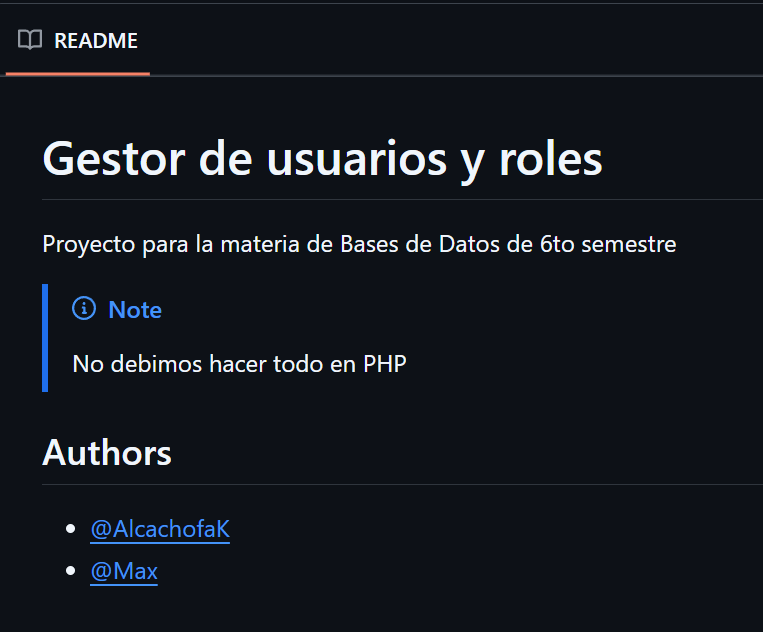 README
Gestor de usuarios y roles
Proyecto para la materia de Bases de Datos de 6to semestre
Note
No debimos hacer todo en PHP
Authors
@AlcachofaK
@Max